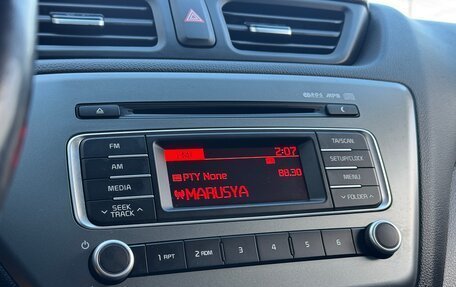 MP3
FM
AM
MEDIA
SEEK
TRACK
2:07
PTY None
88.30
MARUSYA
TA/SCAN
SETUP/CLOCK
MENU
FOLDER
1 RPT
2 RDM
3
4
5
6